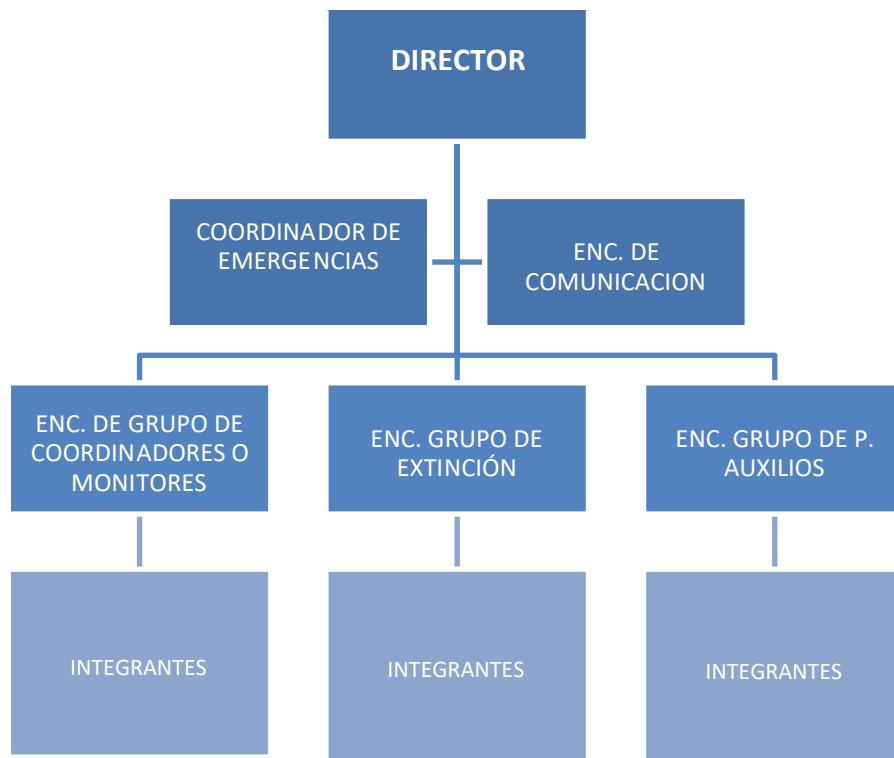 DIRECTOR
COORDINADOR DE
EMERGENCIAS
ENC. DE
COMUNICACION
ENC. DE GRUPO DE
COORDINADORES O
MONITORES
ENC. GRUPO DE
EXTINCIÓN
ENC. GRUPO DE P.
AUXILIOS
INTEGRANTES
INTEGRANTES
INTEGRANTES